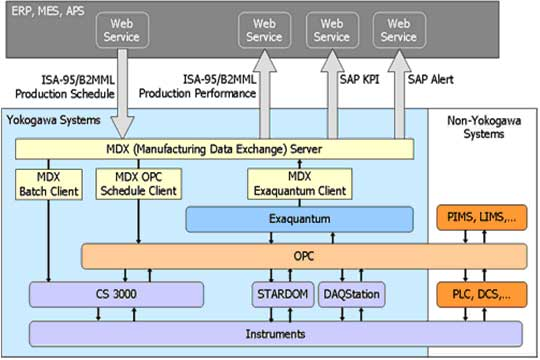 ERP, MES, APS
Web
Service
Web
Service
Web
Service
Web
Service
ISA-95/B2MML
Production Schedule
ISA-95/B2MML
Production Performance
SAP KPI
SAP Alert
Yokogawa Systems
Non-Yokogawa
Systems
MDX (Manufacturing Data Exchange) Server
MDX
Batch Client
MDX OPC
Schedule Client
MDX
Exaquantum Client
Exaquantum
PIMS, LIMS,...
OPC
CS 3000
STARDOM
DAQStation
PLC, DCS,...
Instruments